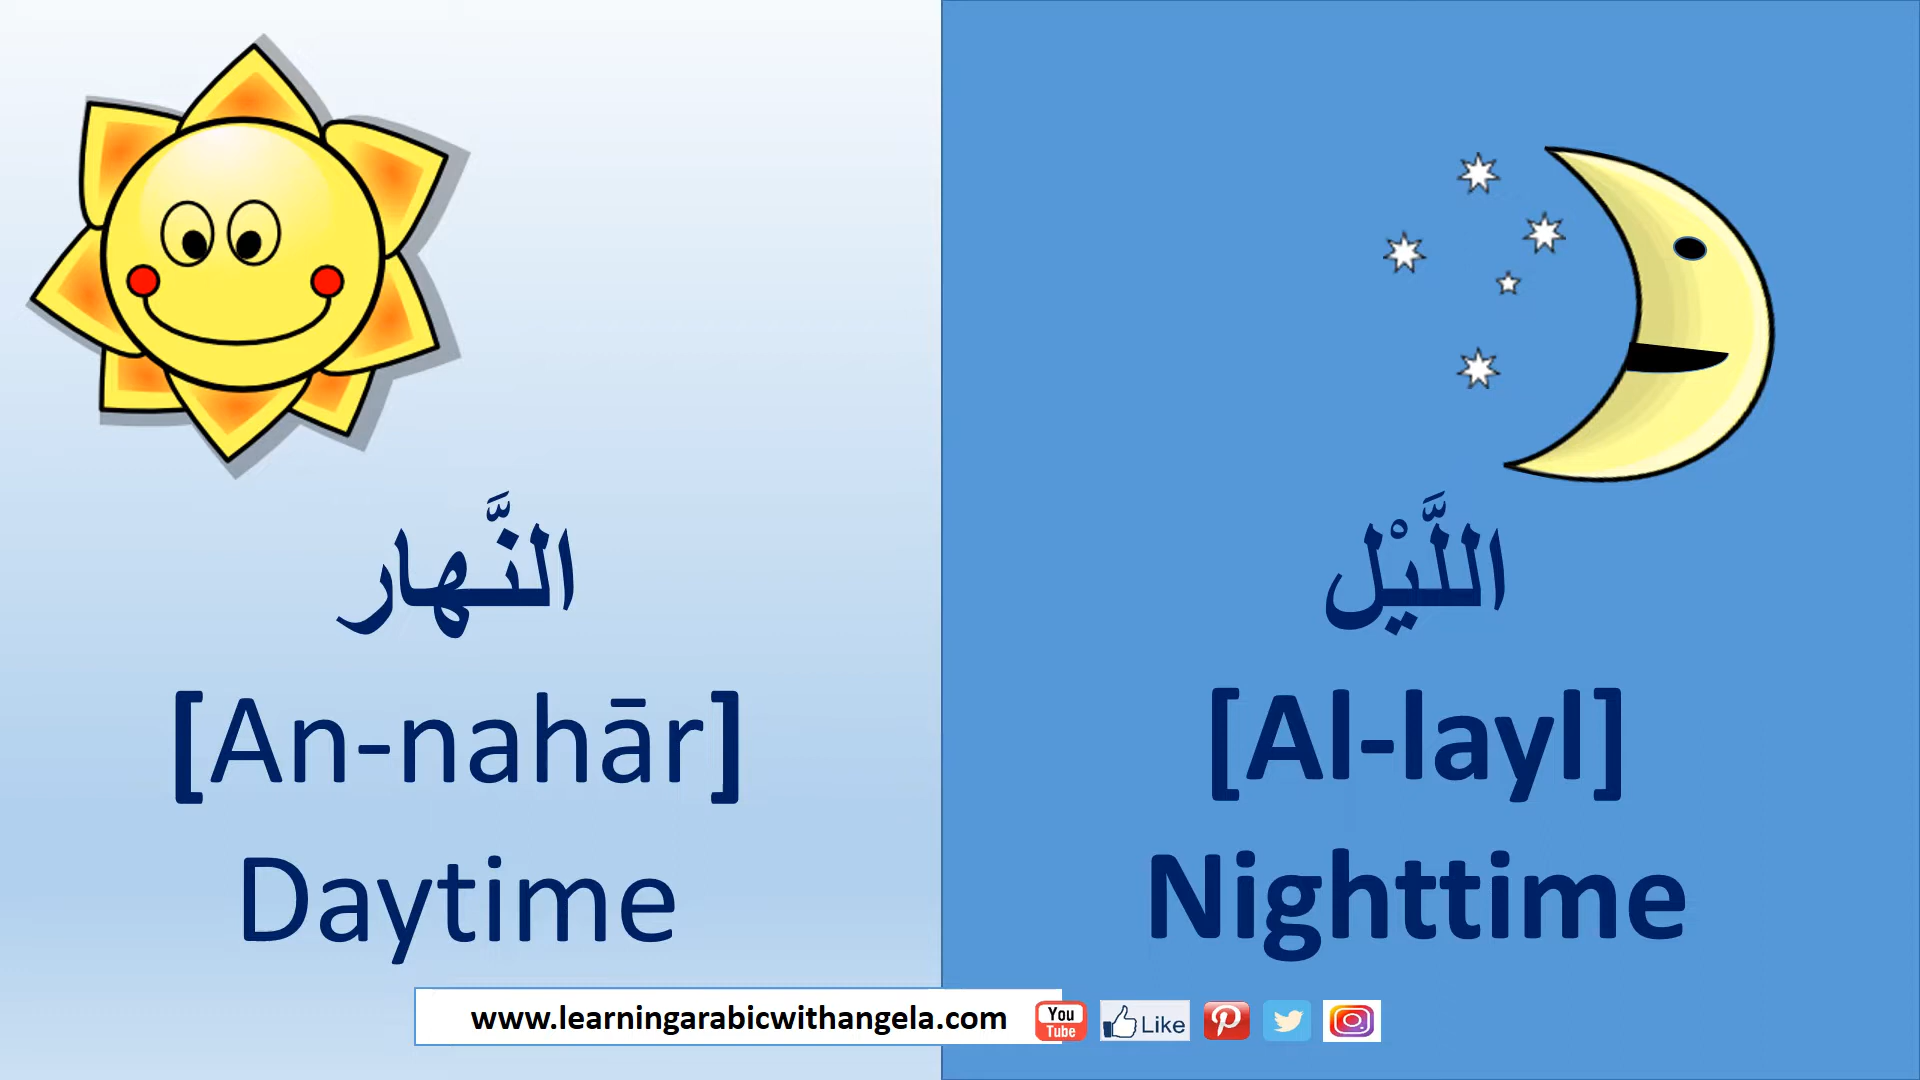 النَّهار
[An-nahār]
Daytime
اللَّيْل
[Al-layl]
Nighttime
www.learningarabicwithangela.com
You
Tube
Like